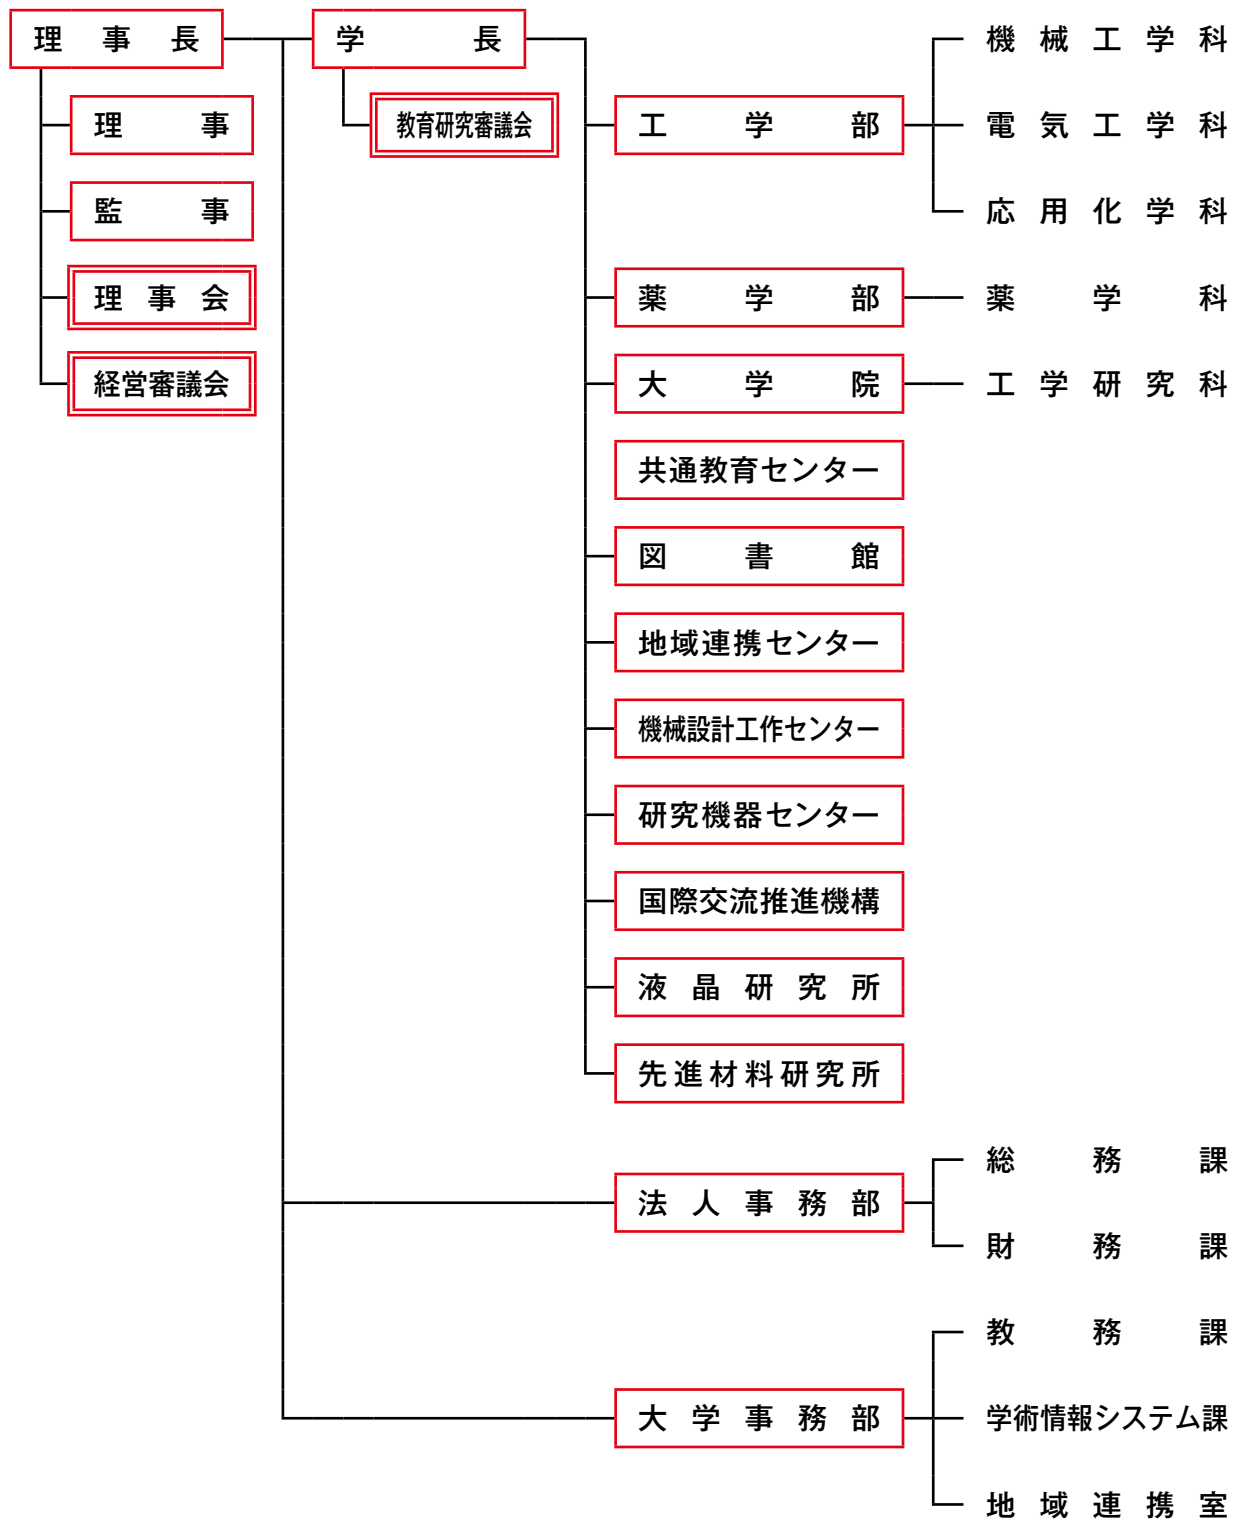 理事長
理事
監事
理事会
経営審議会
学長
教育研究審議会
工学部
機械工学科
電気工学科
応用化学科
薬学部
薬学科
大学院
工学研究科
共通教育センター
図書館
地域連携センター
機械設計工作センター
研究機器センター
国際交流推進機構
液晶研究所
先進材料研究所
法人事務部
総務課
財務課
大学事務部
教務課
学術情報システム課
地域連携室